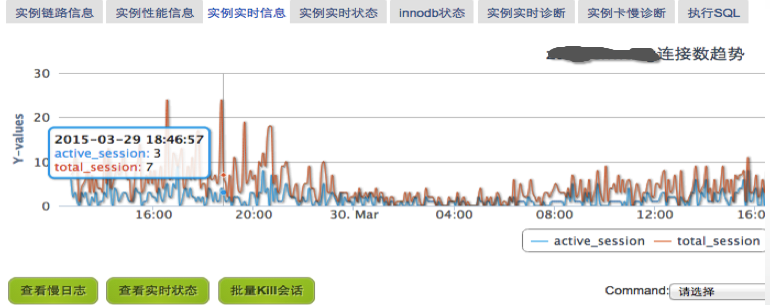 实例链路信息 实例性能信息 实例实时信息 实例实时状态 innodb状态 实例实时诊断 实例卡慢诊断 执行SQL
连接数趋势
30
20
10
0
Y-values
2015-03-29 18:46:57
active_session: 3
total_session: 7
16:00 20:00 30. Mar 04:00 08:00 12:00 16:0
active_session total_session
查看慢日志 查看实时状态 批量Kill会话 Command: 请选择